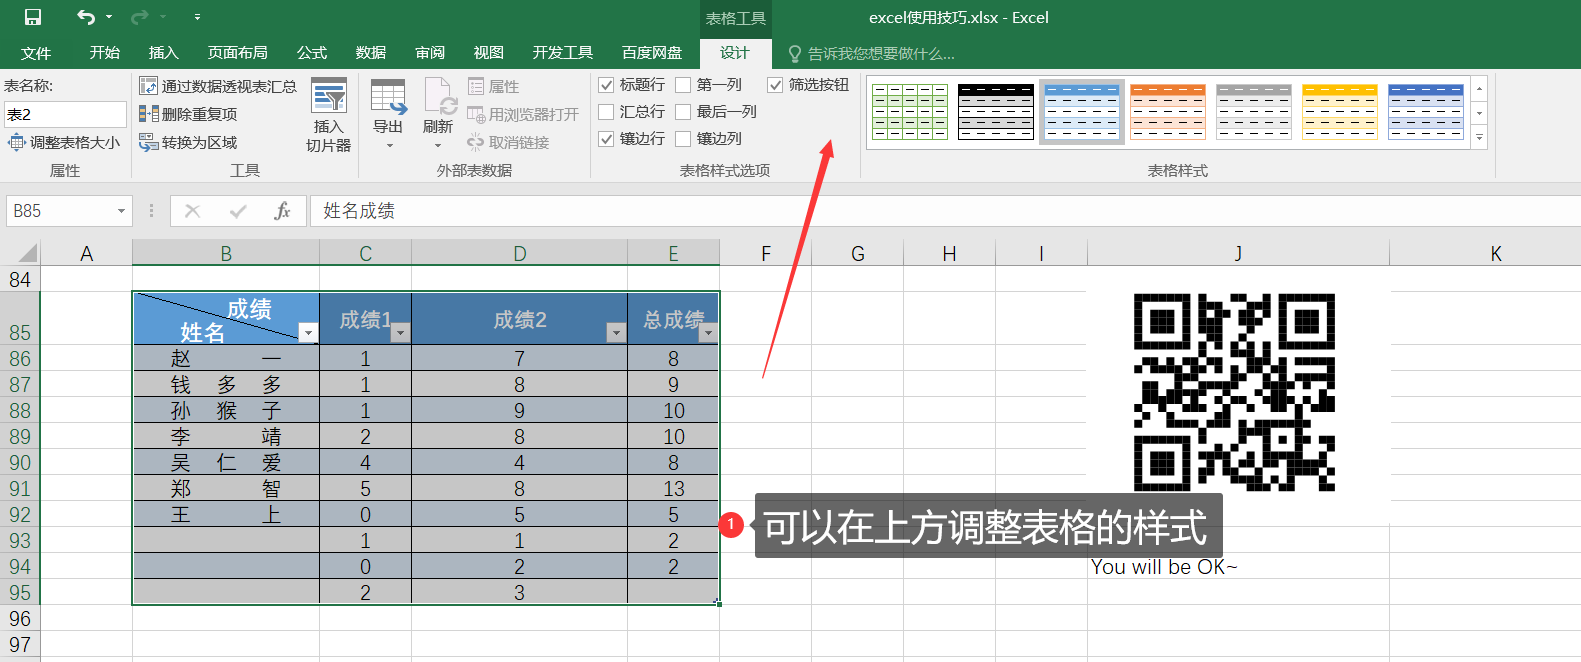 表格工具
excel使用技巧.xlsx - Excel
文件 开始 插入 页面布局 公式 数据 审阅 视图 开发工具 百度网盘 设计 告诉我您想要做什么...
表名称:
表2
调整表格大小
属性
通过数据透视表汇总
删除重复项
转换为区域
插入
切片器
工具
导出
刷新
属性
用浏览器打开
取消链接
外部表数据
标题行 第一列 筛选按钮
汇总行 最后一列
镶边行 镶边列
表格样式选项
表格样式
B85 fx 姓名成绩
A B C D E F G H I J K
84
85 成绩 姓名 成绩1 成绩2 总成绩
86 赵 一 1 7 8
87 钱 多 多 1 8 9
88 孙 猴 子 1 9 10
89 李 靖 2 8 10
90 吴 仁 爱 4 4 8
91 郑 智 5 8 13
92 王 上 0 5 5
93 1 1 2
94 0 2 2
95 2 3
96
97
1 可以在上方调整表格的样式
You will be OK~